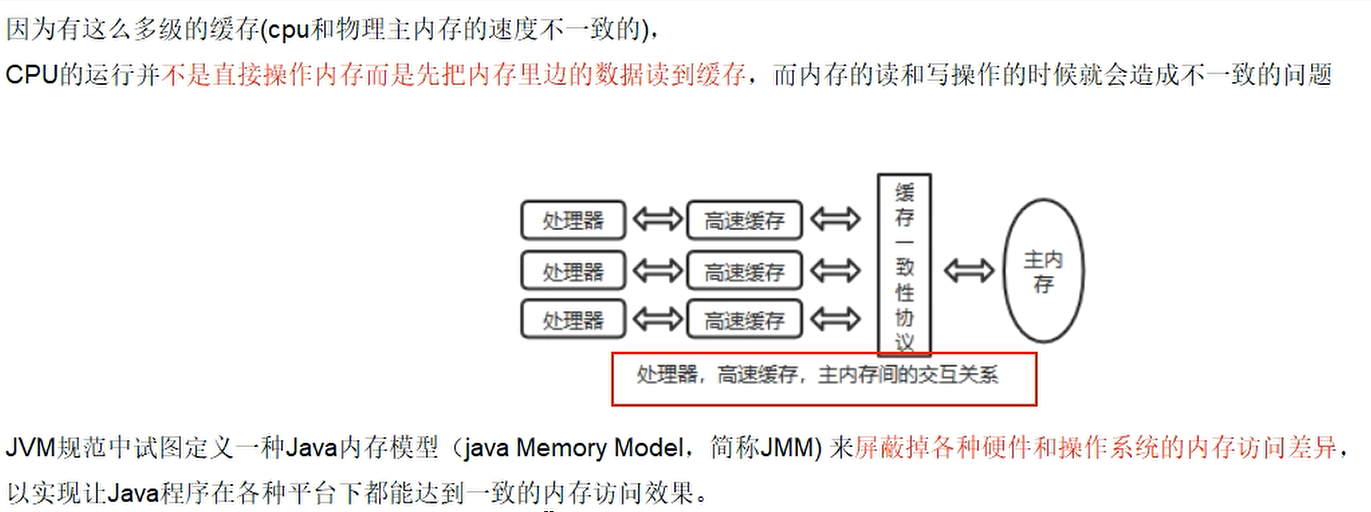 因为有这么多级的缓存(cpu和物理主内存的速度不一致的)，
CPU的运行并不是直接操作内存而是先把内存里边的数据读到缓存，而内存的读和写操作的时候就会造成不一致的问题
处理器 高速缓存
处理器 高速缓存
处理器 高速缓存
缓存一致性协议
主内
存
处理器，高速缓存，主内存间的交互关系
JVM规范中试图定义一种Java内存模型（java Memory Model，简称JMM) 来屏蔽掉各种硬件和操作系统的内存访问差异，
以实现让Java程序在各种平台下都能达到一致的内存访问效果。